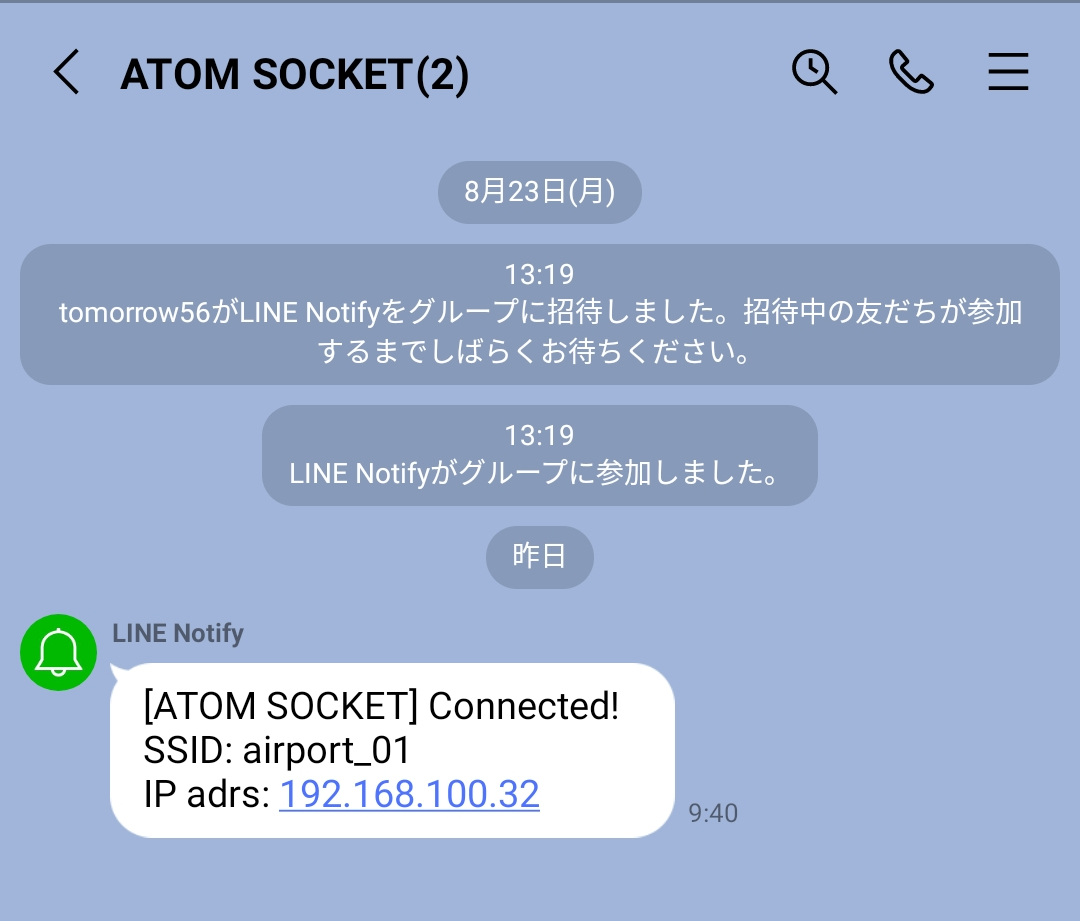 ATOM SOCKET(2)
8月23日(月)
13:19
tomorrow56がLINE Notifyをグループに招待しました。招待中の友だちが参加
するまでしばらくお待ちください。
13:19
LINE Notifyがグループに参加しました。
昨日
LINE Notify
[ATOM SOCKET] Connected!
SSID: airport_01
IP adrs: 192.168.100.32
9:40